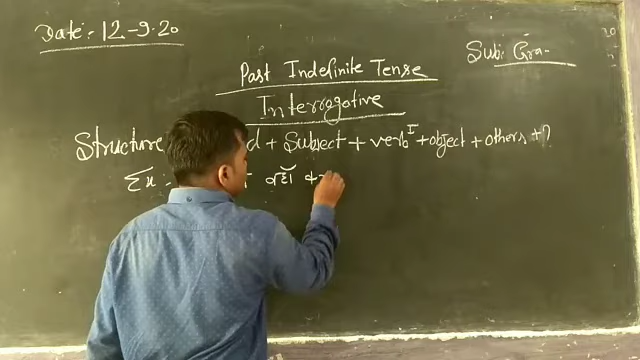 Date:- 12-9-20
Sub: Gra-
Past Indefinite Tense
Interrogative
Structure d + Subject + verb I + object + others + ?
Ex :-